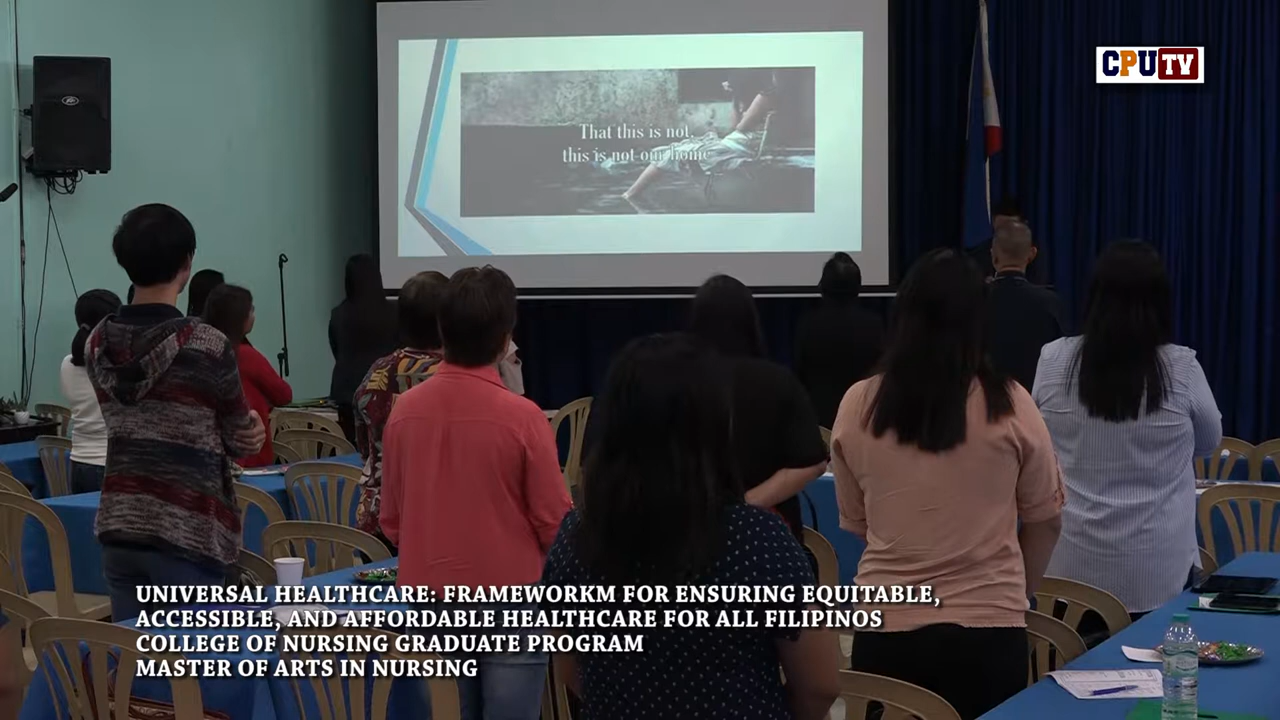 CPUTV
That this is not,
this is not our home
UNIVERSAL HEALTHCARE: FRAMEWORKM FOR ENSURING EQUITABLE,
ACCESSIBLE, AND AFFORDABLE HEALTHCARE FOR ALL FILIPINOS
COLLEGE OF NURSING GRADUATE PROGRAM
MASTER OF ARTS IN NURSING